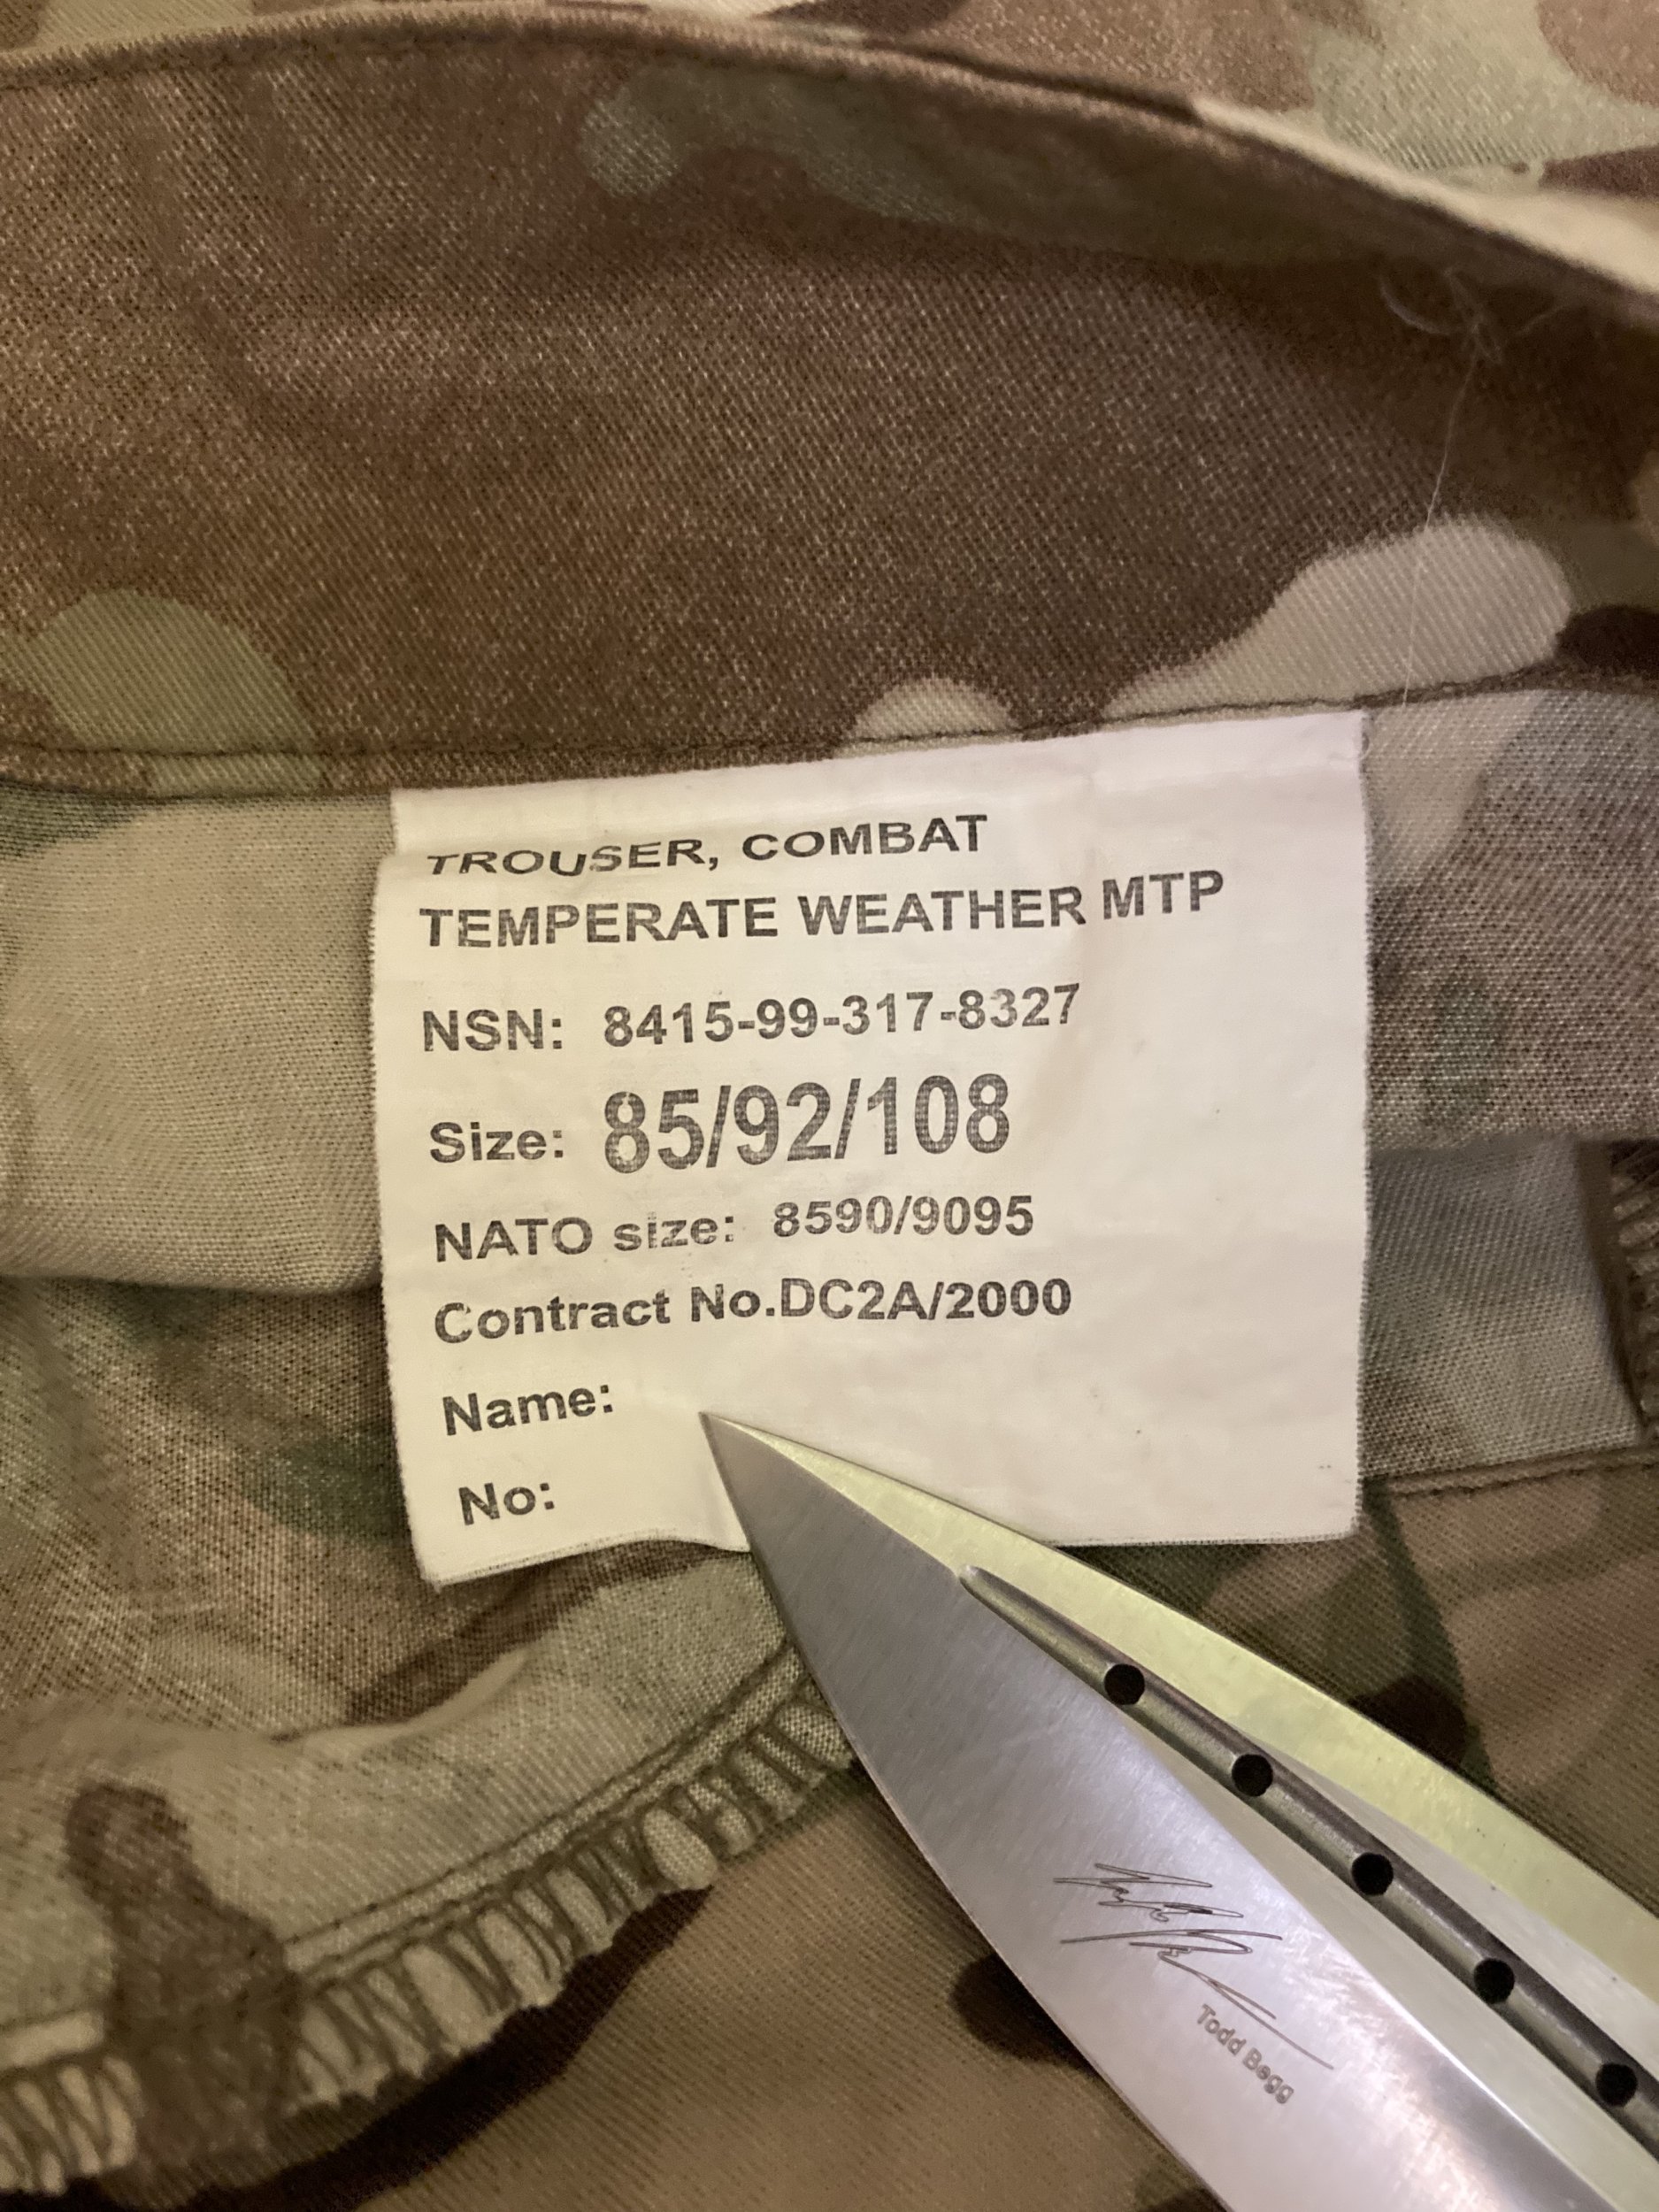 TROUSER, COMBAT
TEMPERATE WEATHER MTP
NSN: 8415-99-317-8327
Size: 85/92/108
NATO size: 8590/9095
Contract No.DC2A/2000
Name:
No:
Todd Begg